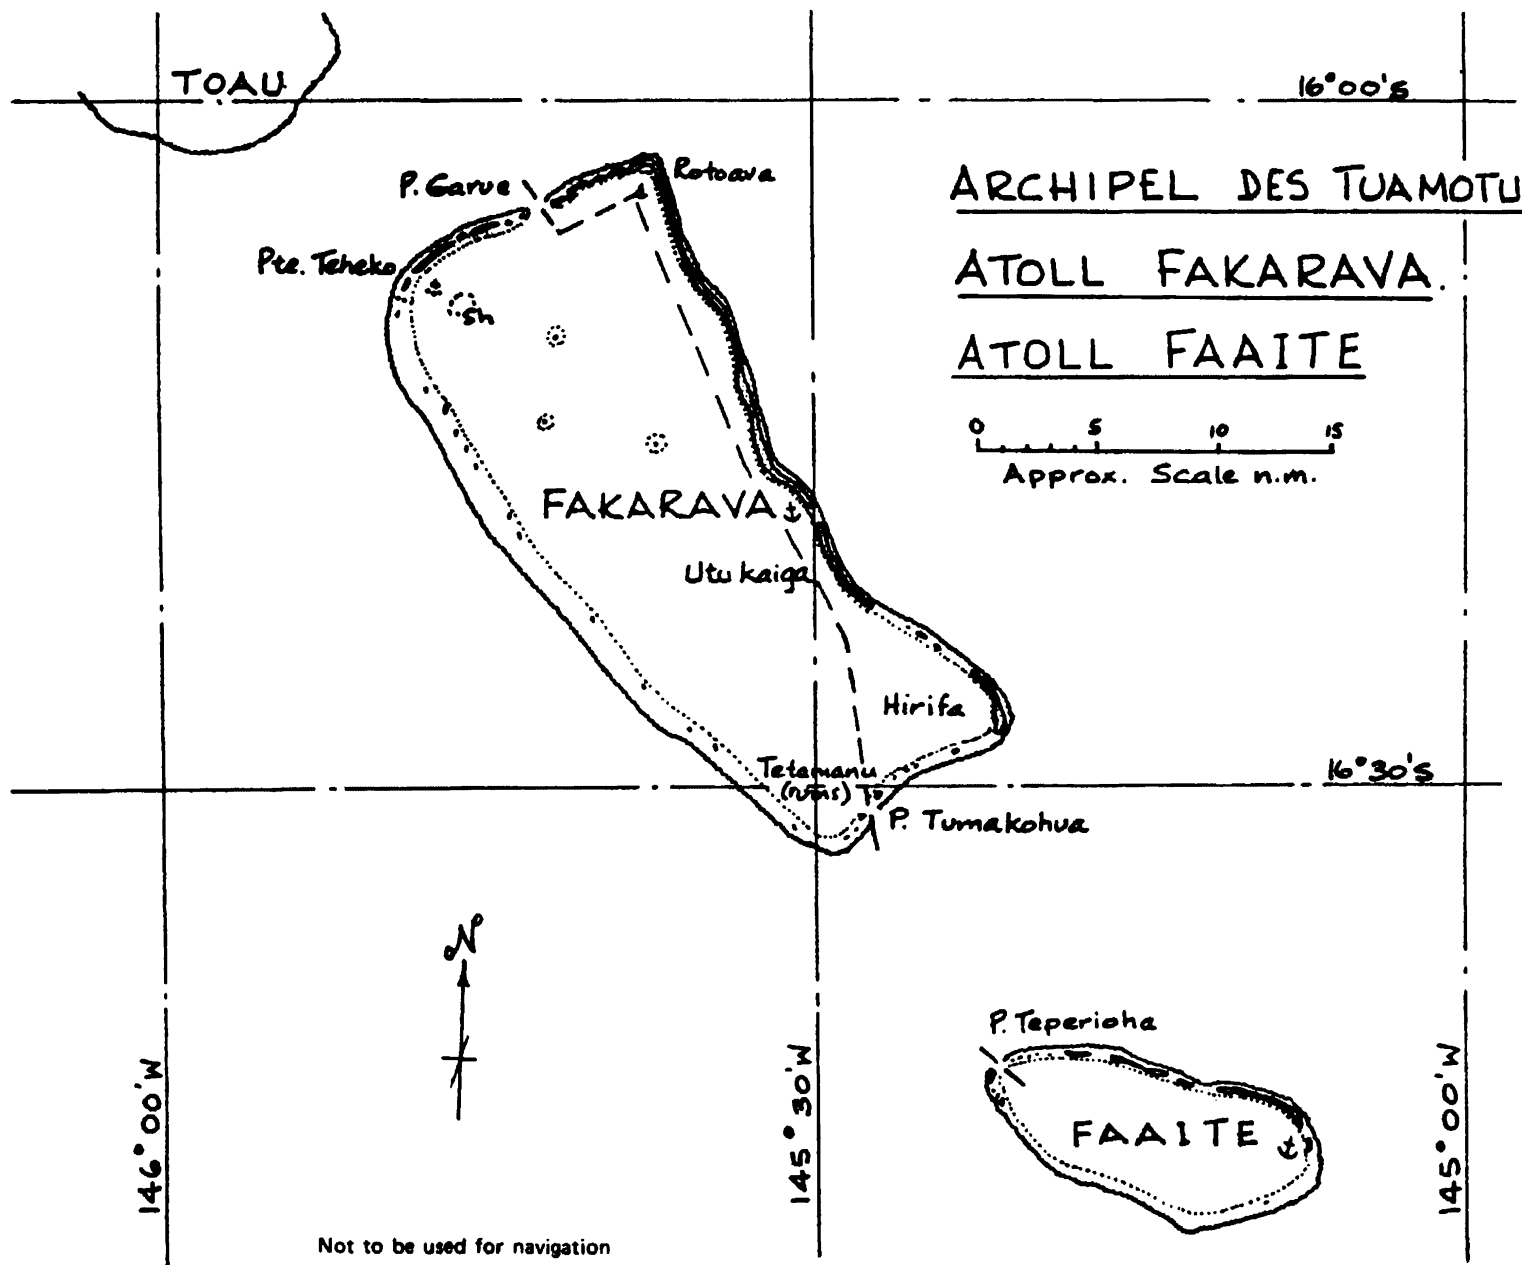 TOAU
16°00'S
P. Garue
Rotoava
ARCHIPEL DES TUAMOTU
Pte. Teheko
ATOLL FAKARAVA.
Sh
ATOLL FAAITE
0 5 10 15
Approx. Scale n.m.
FAKARAVA
Utu kaiga
Hirifa
Tetamanu
(ruins)
16°30'S
P. Tumakohua
N
P. Teperioha
FAAITE
146°00'W
145°30'W
145°00'W
Not to be used for navigation